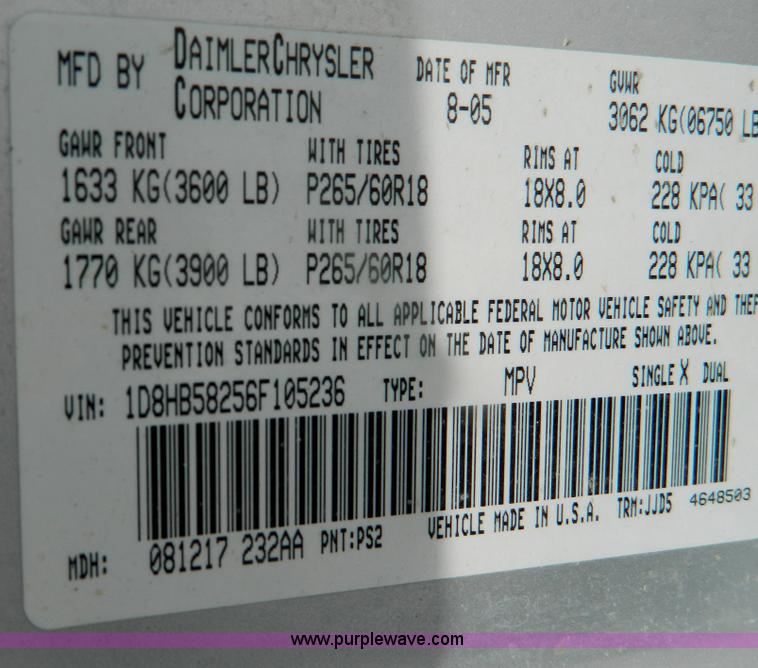 MFD BY DAIMLERCHRYSLER CORPORATION DATE OF MFR 8-05 GVWR 3062 KG(06750 LB
GAWR FRONT WITH TIRES RIMS AT COLD
1633 KG(3600 LB) P265/60R18 18X8.0 228 KPA( 33
GAWR REAR WITH TIRES RIMS AT COLD
1770 KG(3900 LB) P265/60R18 18X8.0 228 KPA( 33
THIS VEHICLE CONFORMS TO ALL APPLICABLE FEDERAL MOTOR VEHICLE SAFETY AND THEF
PREVENTION STANDARDS IN EFFECT ON THE DATE OF MANUFACTURE SHOWN ABOVE.
VIN: 1D8HB58256F105236 TYPE: MPV SINGLE X DUAL
MDH: 081217 232AA PNT:PS2 VEHICLE MADE IN U.S.A. TRM:JJD5 4648503
www.purplewave.com